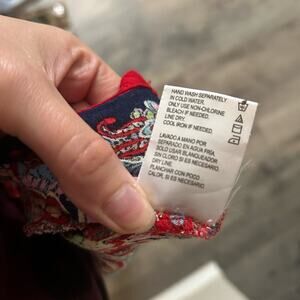 HAND WASH SEPARATELY
IN COLD WATER.
ONLY USE NON-CHLORINE
BLEACH IF NEEDED.
LINE DRY.
COOL IRON IF NEEDED.
LAVADO A MANO POR
SEPARADO EN AGUA FRÍA.
SOLO USAR BLANQUEADOR
SIN CLORO SI ES NECESARIO.
DRY LINE.
PLANCHAR CON POCO
CALOR, SI ES NECESARIO.